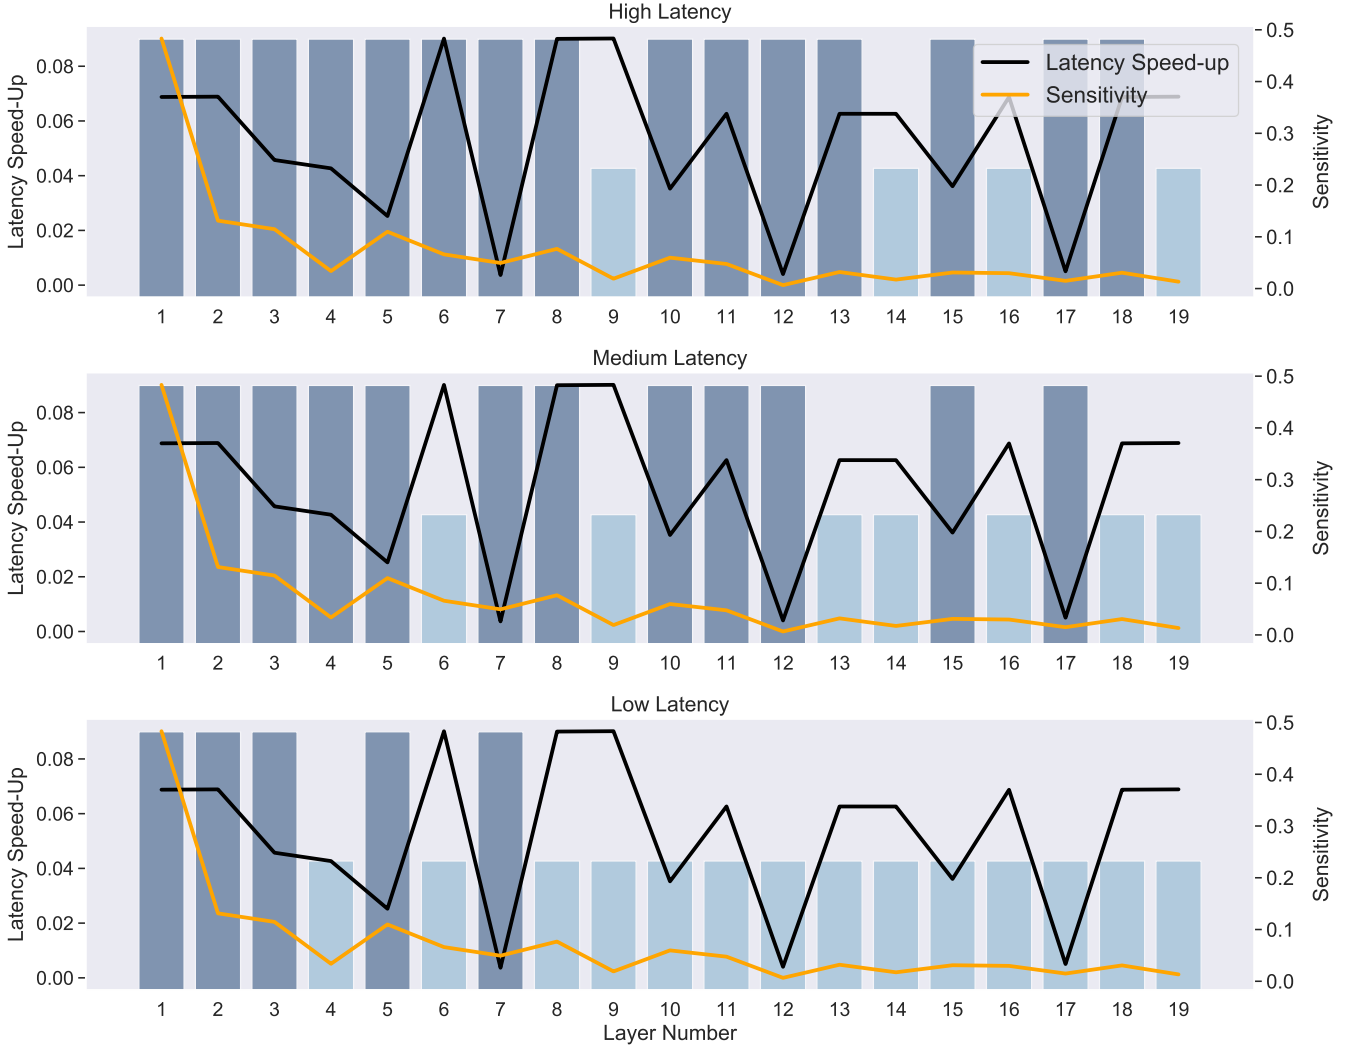 High Latency
Latency Speed-Up
0.08
0.06
0.04
0.02
0.00
0.5
0.4
0.3
0.2
0.1
0.0
Sensitivity
Latency Speed-up
Sensitivity
1 2 3 4 5 6 7 8 9 10 11 12 13 14 15 16 17 18 19
Medium Latency
Latency Speed-Up
0.08
0.06
0.04
0.02
0.00
0.5
0.4
0.3
0.2
0.1
0.0
Sensitivity
1 2 3 4 5 6 7 8 9 10 11 12 13 14 15 16 17 18 19
Low Latency
Latency Speed-Up
0.08
0.06
0.04
0.02
0.00
0.5
0.4
0.3
0.2
0.1
0.0
Sensitivity
1 2 3 4 5 6 7 8 9 10 11 12 13 14 15 16 17 18 19
Layer Number